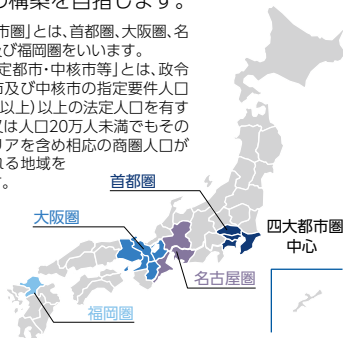 の構築を目指します。
市圏」とは、首都圏、大阪圏、名
及び福岡圏をいいます。
定都市・中核市等」とは、政令
市及び中核市の指定要件人口
以上）以上の法定人口を有す
又は人口20万人未満でもその
リアを含め相応の商圏人口が
れる地域を
す。
首都圏
大阪圏
四大都市圏
中心
名古屋圏
福岡圏